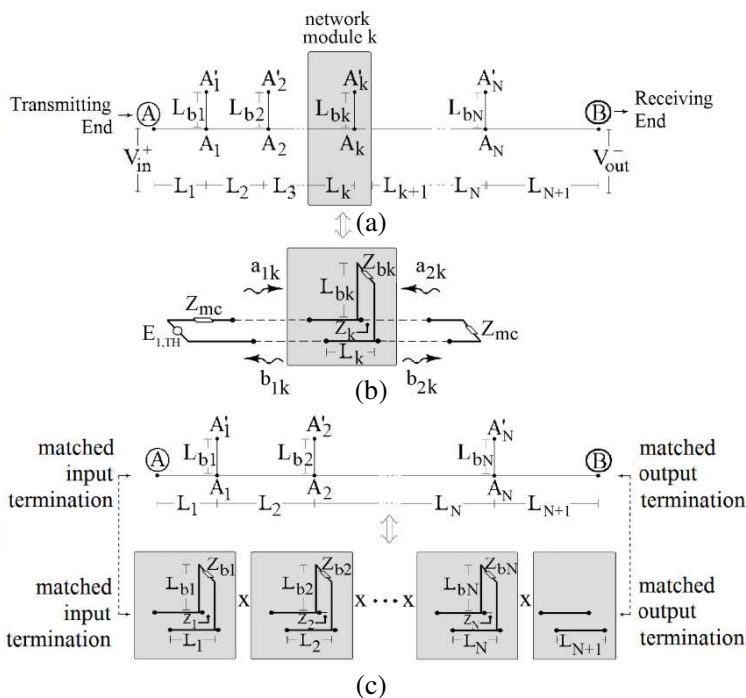 network
module k
A'1 A'2 A'k A'N
Transmitting
End
A
Lb1 Lb2 Lbk LbN
B
Receiving
End
Vin+ A1 A2 Ak AN Vout−
L1 L2 L3 Lk Lk+1 LN LN+1
(a)
a1k Zbk a2k
Lbk
Zmc Zmc
E1,TH Zk
Lk
b1k b2k
(b)
matched
input
termination
A'1 A'2 A'N
A Lb1 Lb2 LbN B
A1 A2 AN
L1 L2 LN LN+1
matched
output
termination
matched
input
termination
Zb1 Zb2 ZbN
Lb1 Lb2 LbN
x x ··· x x
Z1 Z2 ZN
L1 L2 LN LN+1
matched
output
termination
(c)